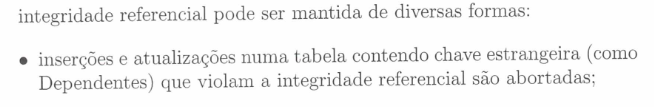 integridade referencial pode ser mantida de diversas formas:
• inserções e atualizações numa tabela contendo chave estrangeira (como
Dependentes) que violam a integridade referencial são abortadas;